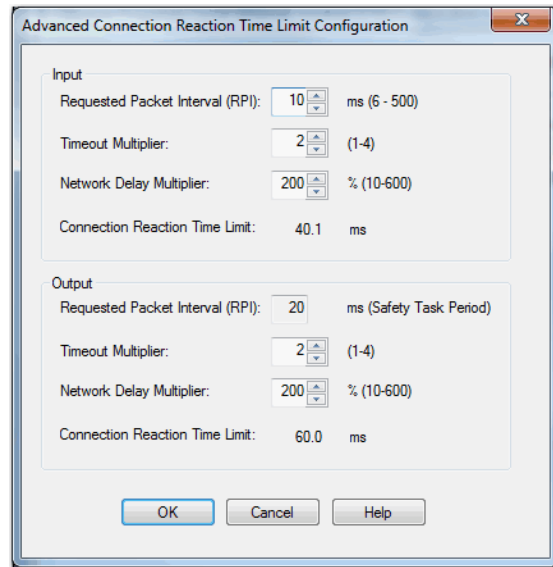 Advanced Connection Reaction Time Limit Configuration
Input
Requested Packet Interval (RPI): 10 ms (6 - 500)
Timeout Multiplier: 2 (1-4)
Network Delay Multiplier: 200 % (10-600)
Connection Reaction Time Limit: 40.1 ms
Output
Requested Packet Interval (RPI): 20 ms (Safety Task Period)
Timeout Multiplier: 2 (1-4)
Network Delay Multiplier: 200 % (10-600)
Connection Reaction Time Limit: 60.0 ms
OK Cancel Help